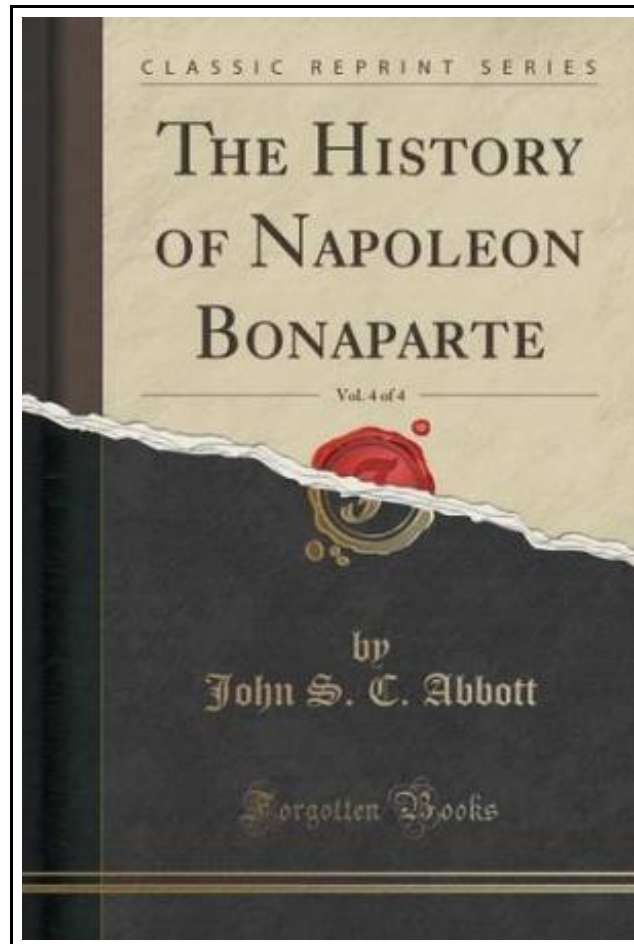 CLASSIC REPRINT SERIES
THE HISTORY
OF NAPOLEON
BONAPARTE
Vol. 4 of 4
by
John S. C. Abbott
Forgotten Books